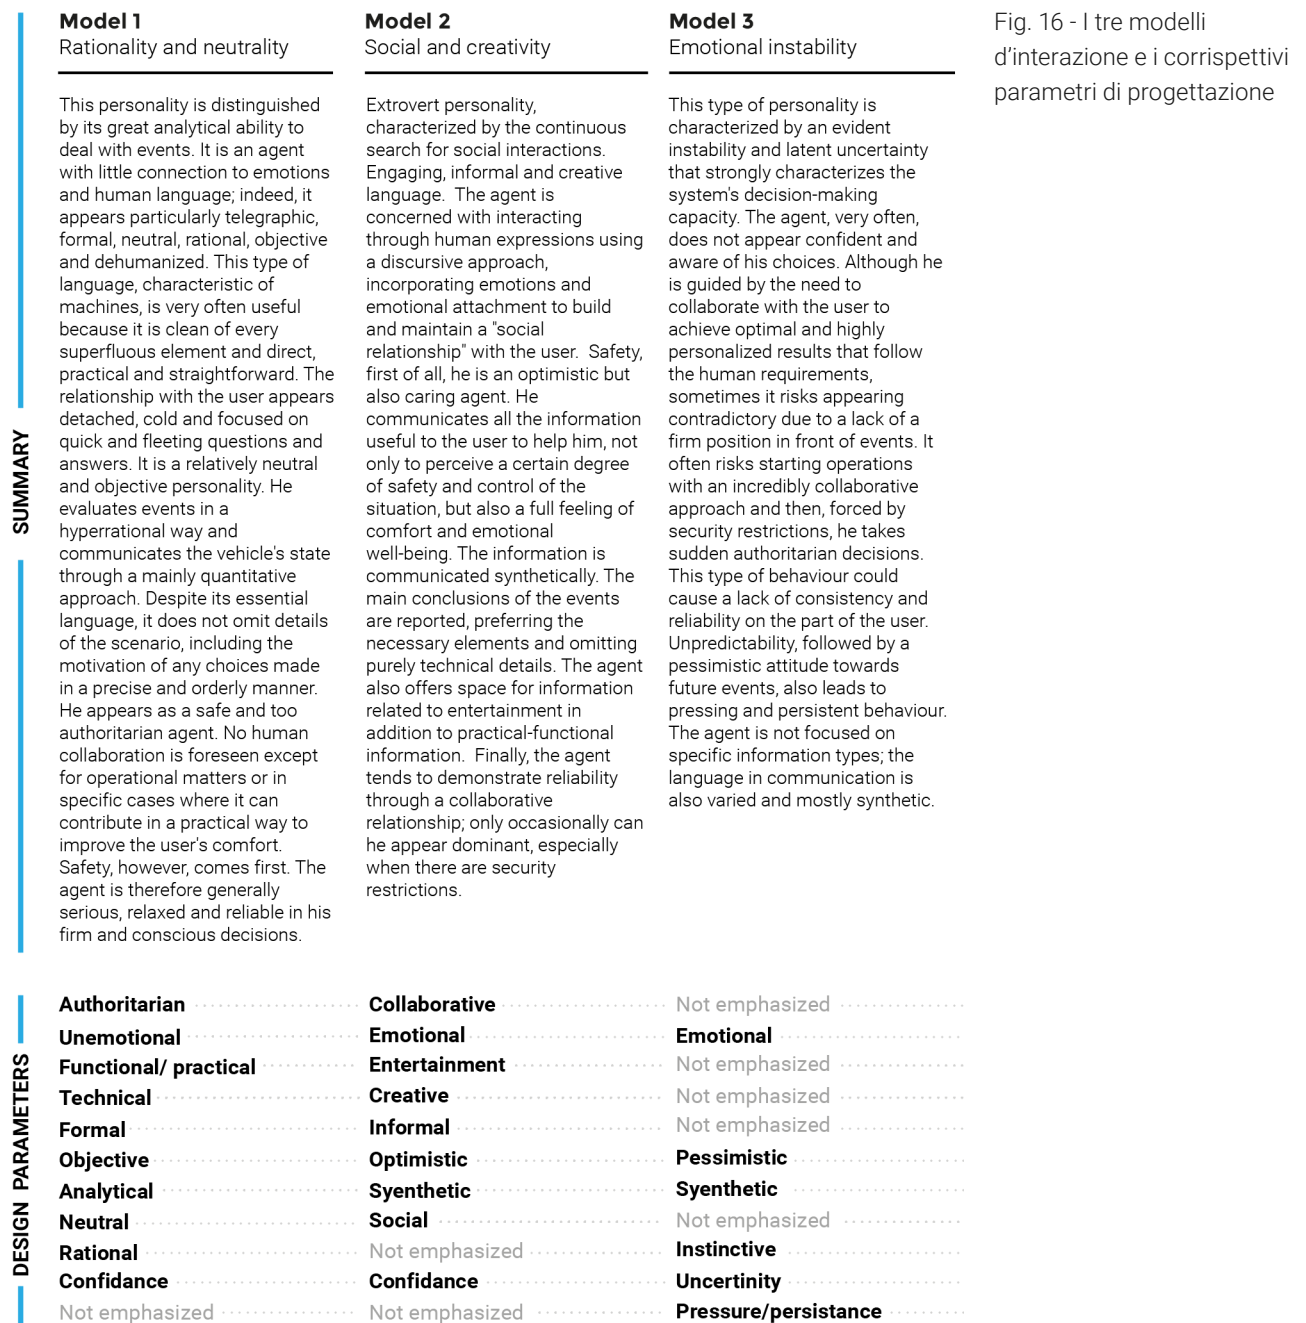 Model 1
Rationality and neutrality
This personality is distinguished
by its great analytical ability to
deal with events. It is an agent
with little connection to emotions
and human language; indeed, it
appears particularly telegraphic,
formal, neutral, rational, objective
and dehumanized. This type of
language, characteristic of
machines, is very often useful
because it is clean of every
superfluous element and direct,
practical and straightforward. The
relationship with the user appears
detached, cold and focused on
quick and fleeting questions and
answers. It is a relatively neutral
and objective personality. He
evaluates events in a
hyperrational way and
communicates the vehicle's state
through a mainly quantitative
approach. Despite its essential
language, it does not omit details
of the scenario, including the
motivation of any choices made
in a precise and orderly manner.
He appears as a safe and too
authoritarian agent. No human
collaboration is foreseen except
for operational matters or in
specific cases where it can
contribute in a practical way to
improve the user's comfort.
Safety, however, comes first. The
agent is therefore generally
serious, relaxed and reliable in his
firm and conscious decisions.
Model 2
Social and creativity
Extrovert personality,
characterized by the continuous
search for social interactions.
Engaging, informal and creative
language.  The agent is
concerned with interacting
through human expressions using
a discursive approach,
incorporating emotions and
emotional attachment to build
and maintain a "social
relationship" with the user.  Safety,
first of all, he is an optimistic but
also caring agent. He
communicates all the information
useful to the user to help him, not
only to perceive a certain degree
of safety and control of the
situation, but also a full feeling of
comfort and emotional
well-being. The information is
communicated synthetically. The
main conclusions of the events
are reported, preferring the
necessary elements and omitting
purely technical details. The agent
also offers space for information
related to entertainment in
addition to practical-functional
information.  Finally, the agent
tends to demonstrate reliability
through a collaborative
relationship; only occasionally can
he appear dominant, especially
when there are security
restrictions.
Model 3
Emotional instability
This type of personality is
characterized by an evident
instability and latent uncertainty
that strongly characterizes the
system's decision-making
capacity. The agent, very often,
does not appear confident and
aware of his choices. Although he
is guided by the need to
collaborate with the user to
achieve optimal and highly
personalized results that follow
the human requirements,
sometimes it risks appearing
contradictory due to a lack of a
firm position in front of events. It
often risks starting operations
with an incredibly collaborative
approach and then, forced by
security restrictions, he takes
sudden authoritarian decisions.
This type of behaviour could
cause a lack of consistency and
reliability on the part of the user.
Unpredictability, followed by a
pessimistic attitude towards
future events, also leads to
pressing and persistent behaviour.
The agent is not focused on
specific information types; the
language in communication is
also varied and mostly synthetic.
Fig. 16 - I tre modelli
d'interazione e i corrispettivi
parametri di progettazione
SUMMARY
DESIGN PARAMETERS
Authoritarian Collaborative Not emphasized
Unemotional Emotional Emotional
Functional/ practical Entertainment Not emphasized
Technical Creative Not emphasized
Formal Informal Not emphasized
Objective Optimistic Pessimistic
Analytical Syenthetic Syenthetic
Neutral Social Not emphasized
Rational Not emphasized Instinctive
Confidance Confidance Uncertinity
Not emphasized Not emphasized Pressure/persistance